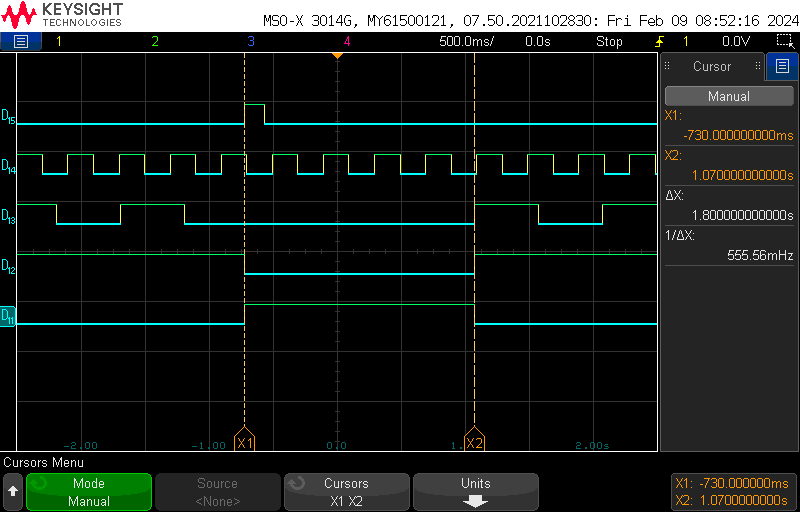 KEYSIGHT
TECHNOLOGIES
MSO-X 3014G, MY61500121, 07.50.2021102830: Fri Feb 09 08:52:16 2024
1 2 3 4 500.0ms/ 0.0s Stop 1 0.0V
Cursor
Manual
X1:
-730.000000000ms
X2:
1.070000000000s
ΔX:
1.800000000000s
1/ΔX:
555.56mHz
D15
D14
D13
D12
D11
X1 X2
-2.00 -1.00 0.0 1. 2.00s
Cursors Menu
Mode
Manual
Source
<None>
Cursors
X1 X2
Units
X1: -730.000000ms
X2: 1.0700000000s